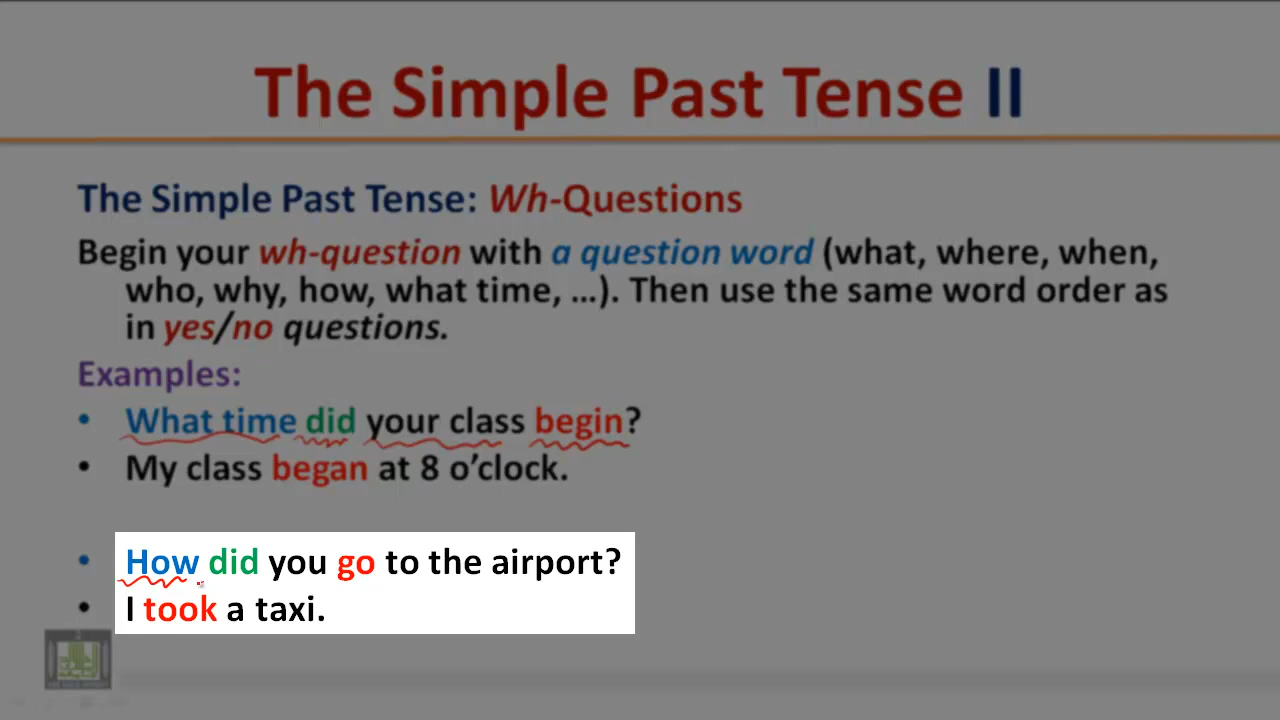 The Simple Past Tense II
The Simple Past Tense: Wh-Questions
Begin your wh-question with a question word (what, where, when,
who, why, how, what time, ...). Then use the same word order as
in yes/no questions.
Examples:
• What time did your class begin?
• My class began at 8 o'clock.
• How did you go to the airport?
• I took a taxi.